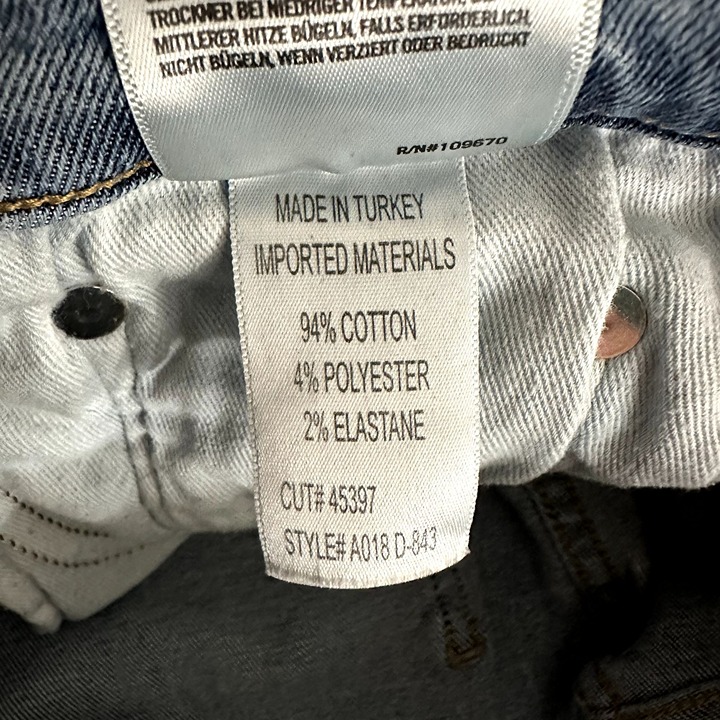 TROCKNER BEI NIEDRIGER TEMPERATUR,
MITTLERER HITZE BÜGELN, FALLS ERFORDERLICH,
NICHT BÜGELN, WENN VERZIERT ODER BEDRUCKT
R/N#109670
MADE IN TURKEY
IMPORTED MATERIALS
94% COTTON
4% POLYESTER
2% ELASTANE
CUT# 45397
STYLE# A018 D-843